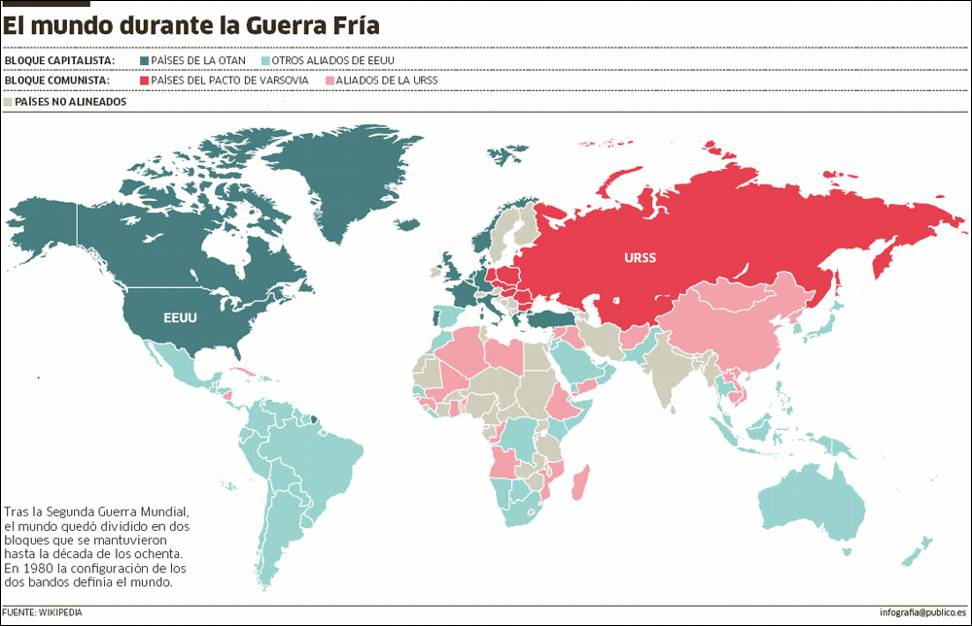 El mundo durante la Guerra Fría
BLOQUE CAPITALISTA: PAÍSES DE LA OTAN OTROS ALIADOS DE EEUU
BLOQUE COMUNISTA: PAÍSES DEL PACTO DE VARSOVIA ALIADOS DE LA URSS
PAÍSES NO ALINEADOS
URSS
EEUU
Tras la Segunda Guerra Mundial,
el mundo quedó dividido en dos
bloques que se mantuvieron
hasta la década de los ochenta.
En 1980 la configuración de los
dos bandos definia el mundo.
FUENTE: WIKIPEDIA infografia@publico.es